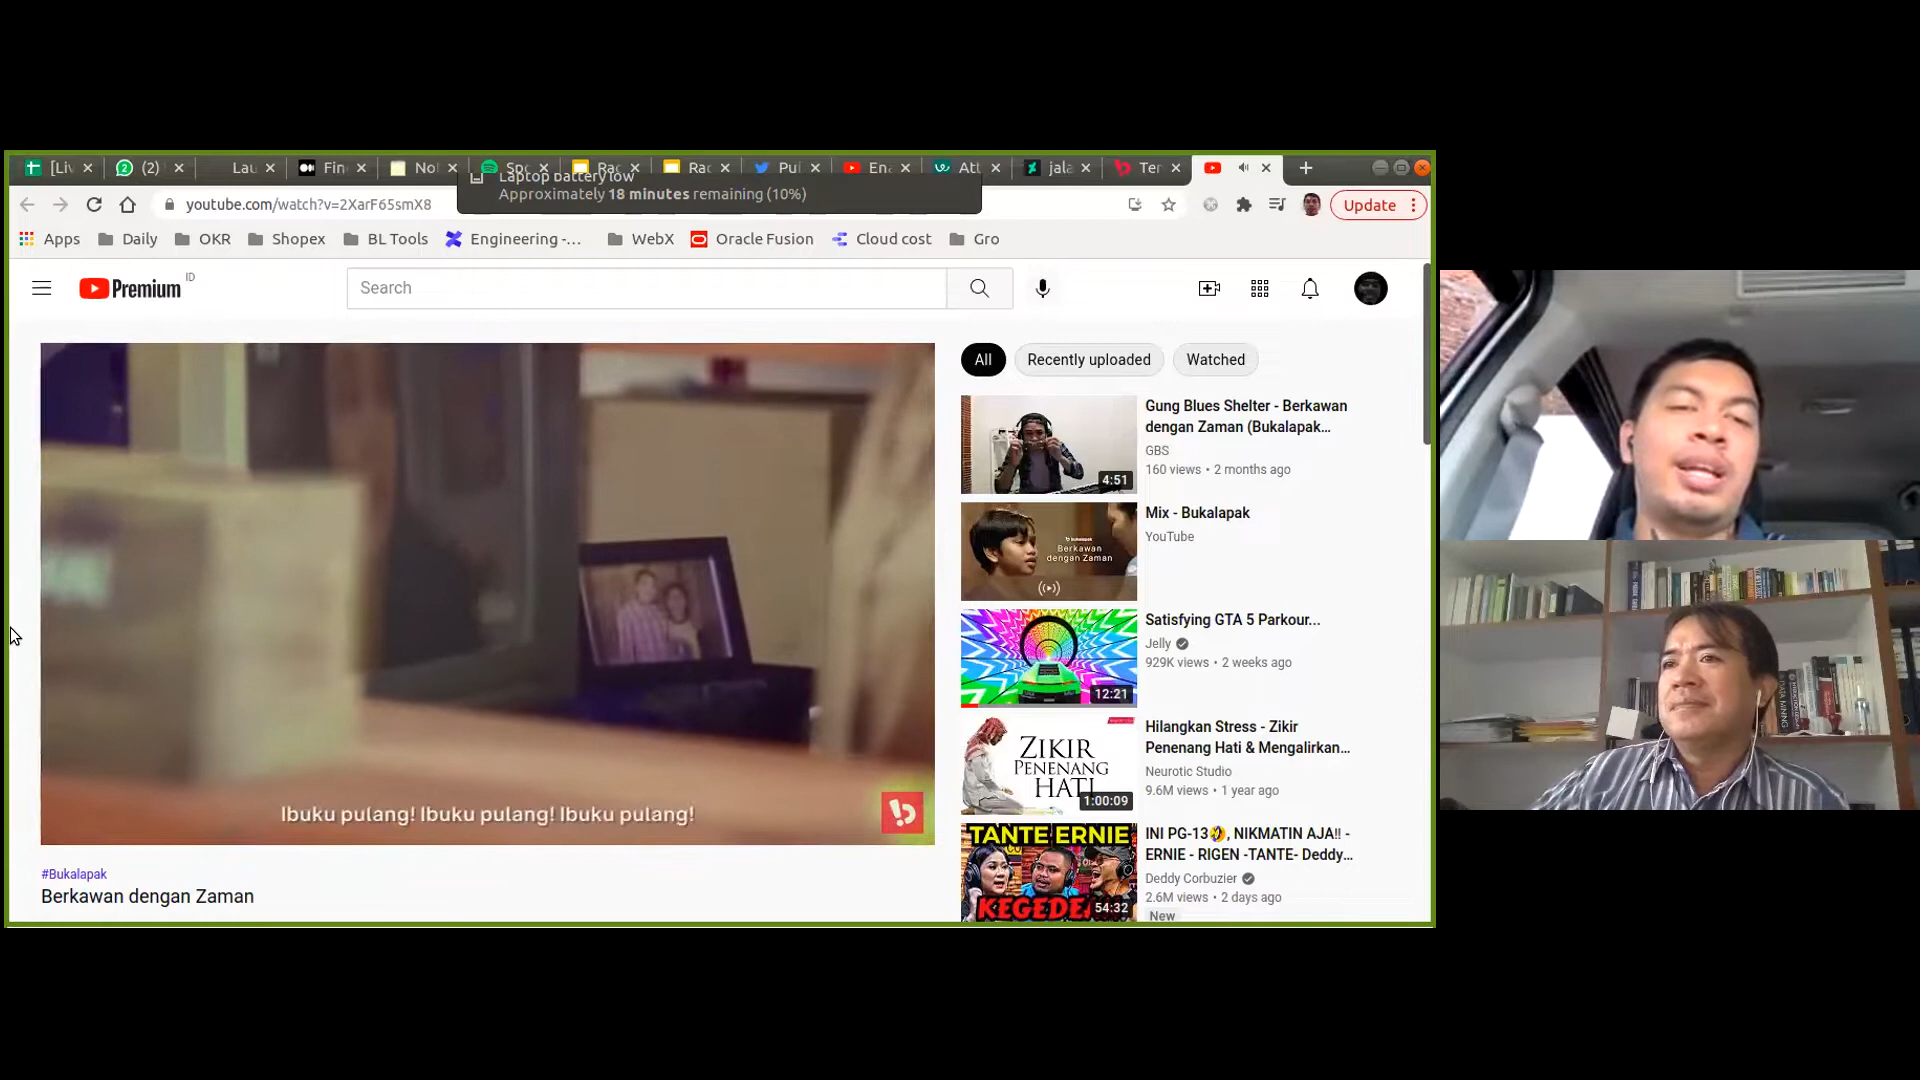 [Liv
(2)
Lau
Fin
Not
Spo
Rac
Rac
Pul
Ena
Atl
jala
Ter
Laptop battery low
Approximately 18 minutes remaining (10%)
youtube.com/watch?v=2XarF65smX8
Update
Apps
Daily
OKR
Shopex
BL Tools
Engineering -...
WebX
Oracle Fusion
Cloud cost
Gro
Premium
ID
Search
Ibuku pulang! Ibuku pulang! Ibuku pulang!
#Bukalapak
Berkawan dengan Zaman
All
Recently uploaded
Watched
4:51
Gung Blues Shelter - Berkawan
dengan Zaman (Bukalapak...
GBS
160 views • 2 months ago
bukalapak
Berkawan
dengan Zaman
Mix - Bukalapak
YouTube
12:21
Satisfying GTA 5 Parkour...
Jelly
929K views • 2 weeks ago
ZIKIR
PENENANG
HATI
1:00:09
Hilangkan Stress - Zikir
Penenang Hati & Mengalirkan...
Neurotic Studio
9.6M views • 1 year ago
TANTE ERNIE
KEGEDE
54:32
INI PG-13🤣, NIKMATIN AJA!! -
ERNIE - RIGEN -TANTE- Deddy...
Deddy Corbuzier
2.6M views • 2 days ago
New
DATA MINING